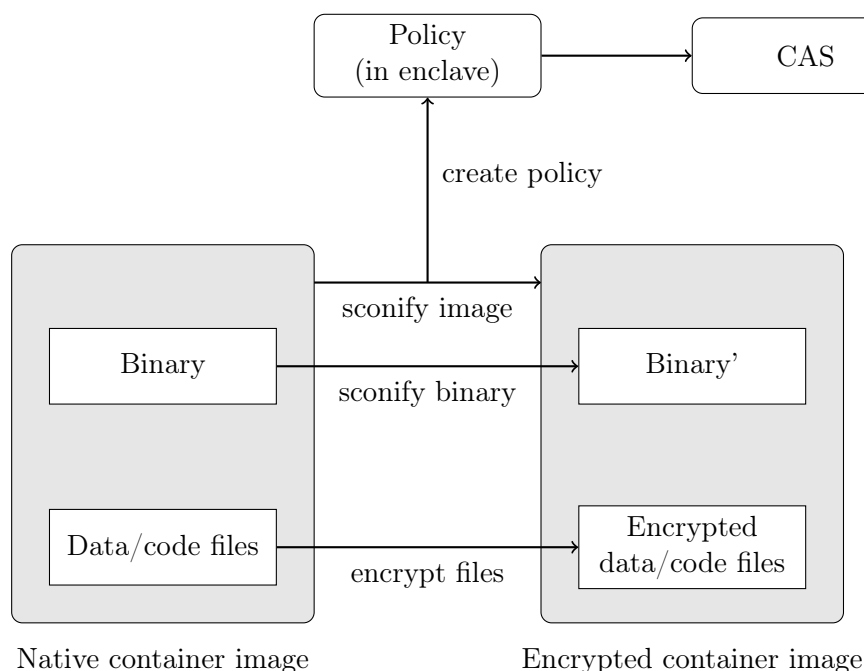 Policy
(in enclave)
CAS
create policy
sconify image
Binary
Binary’
sconify binary
Data/code files
Encrypted
data/code files
encrypt files
Native container image
Encrypted container image